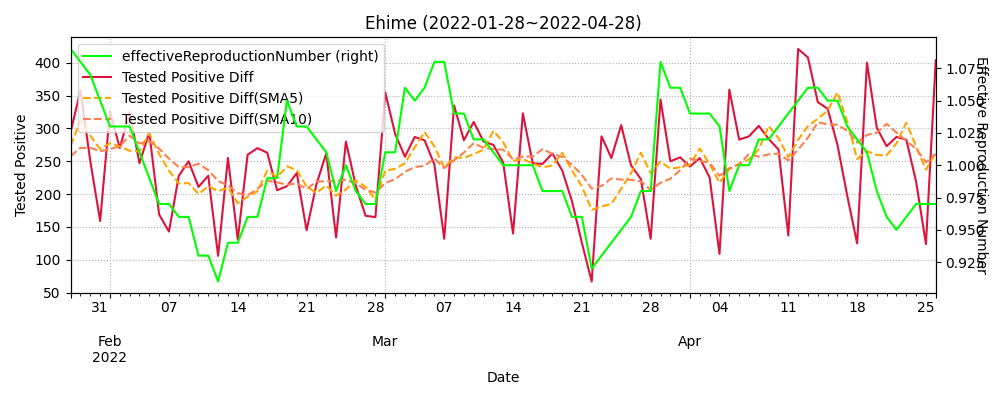 Ehime (2022-01-28~2022-04-28)
effectiveReproductionNumber (right)
Tested Positive Diff
Tested Positive Diff(SMA5)
Tested Positive Diff(SMA10)
Tested Positive
400
350
300
250
200
150
100
50
Effective Reproduction Number
1.075
1.050
1.025
1.000
0.975
0.950
0.925
31 07 14 21 28 07 14 21 28 04 11 18 25
Feb Mar Apr
2022
Date